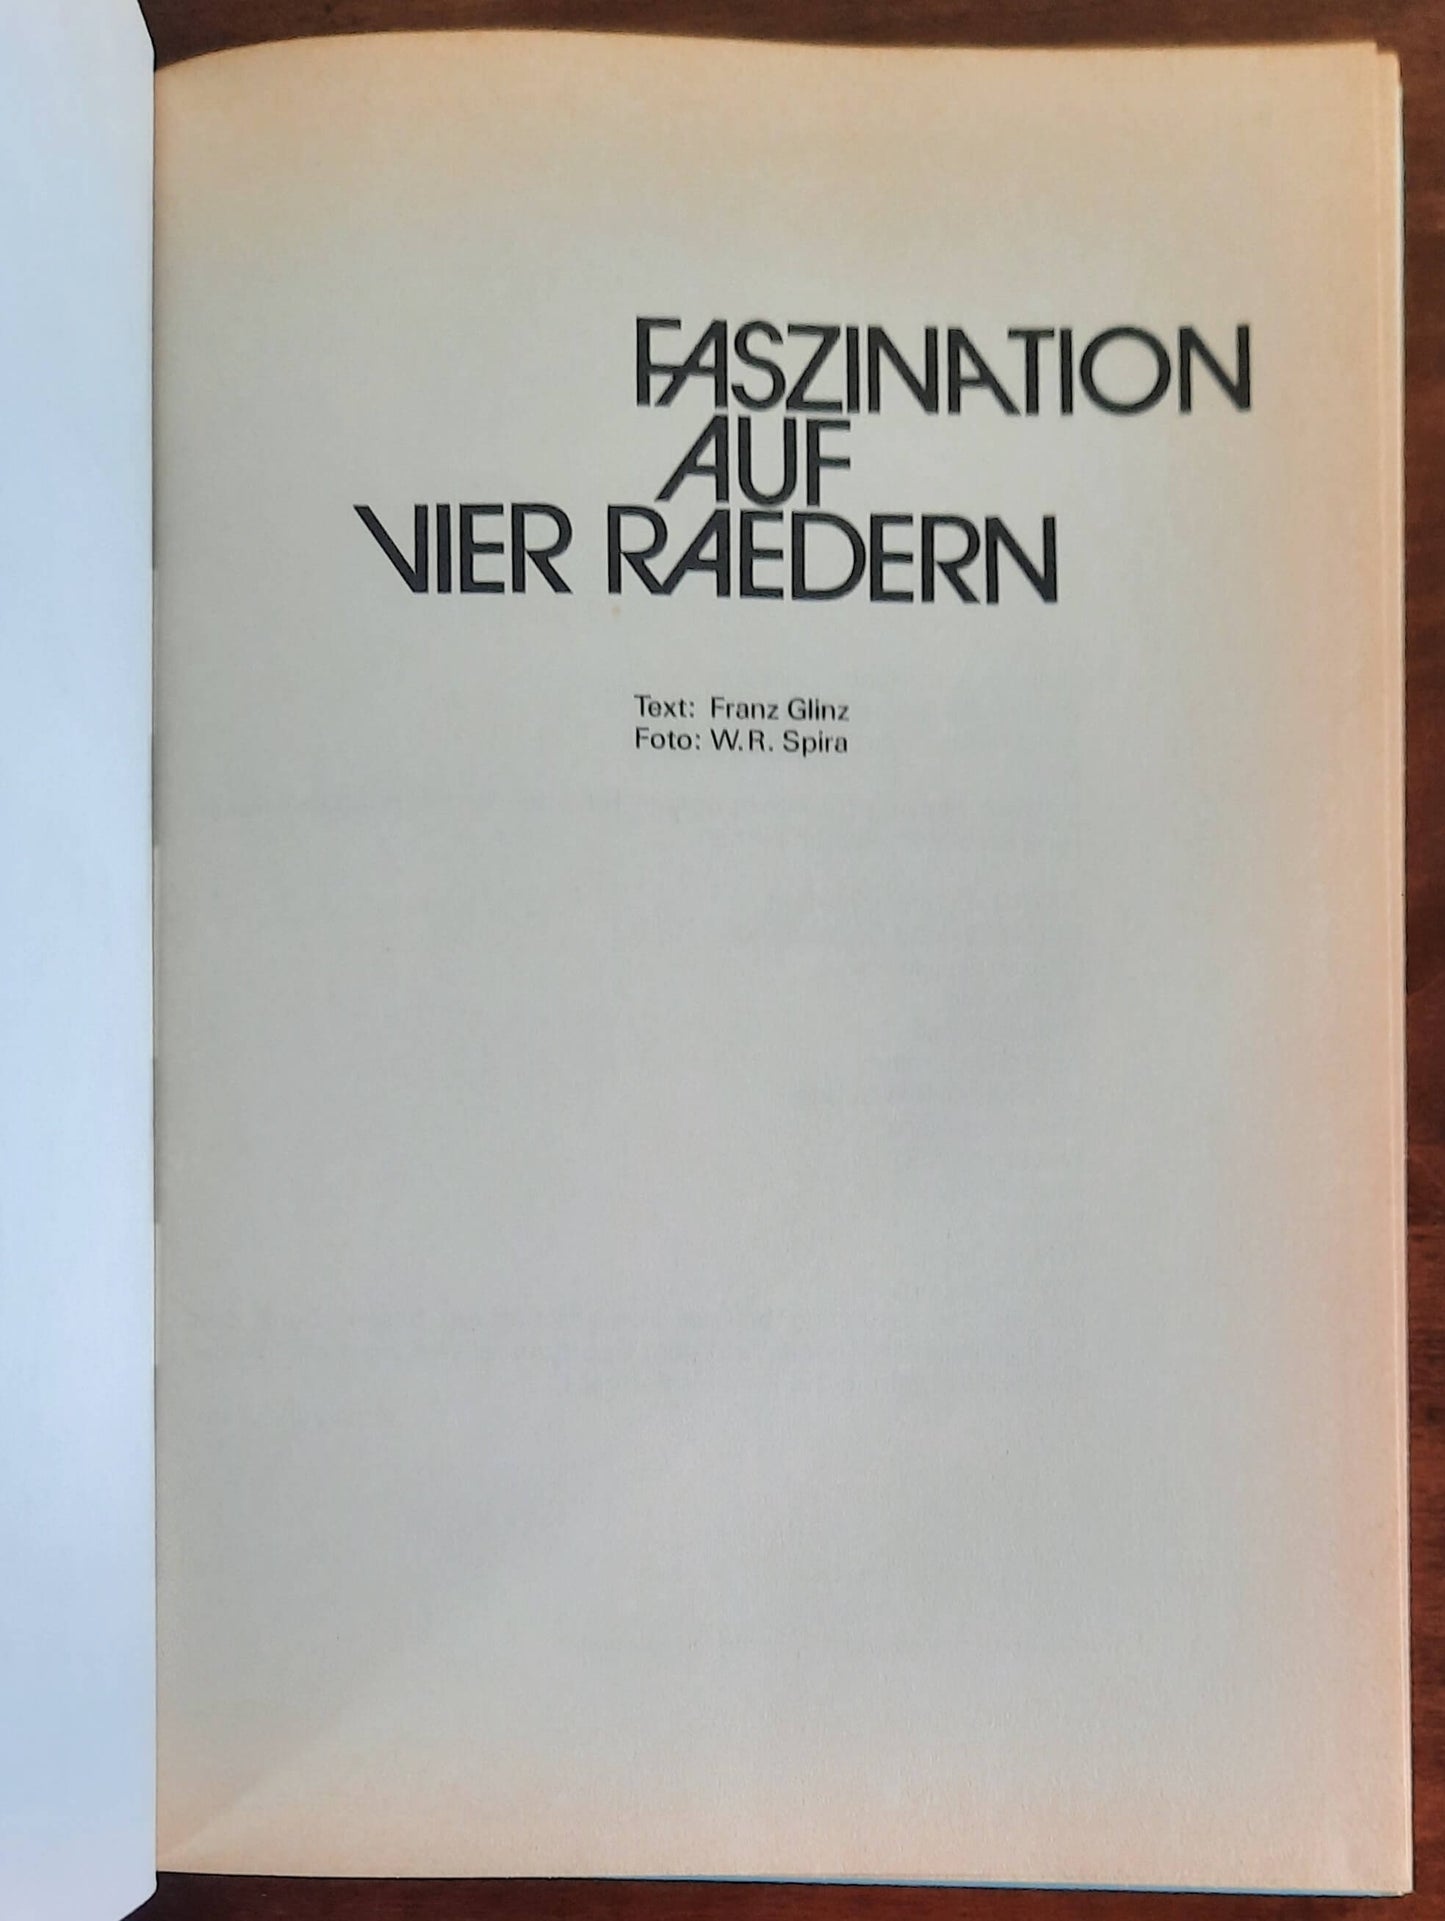 FASZINATION
AUF
VIER RAEDERN
Text: Franz Glinz
Foto: W.R. Spira